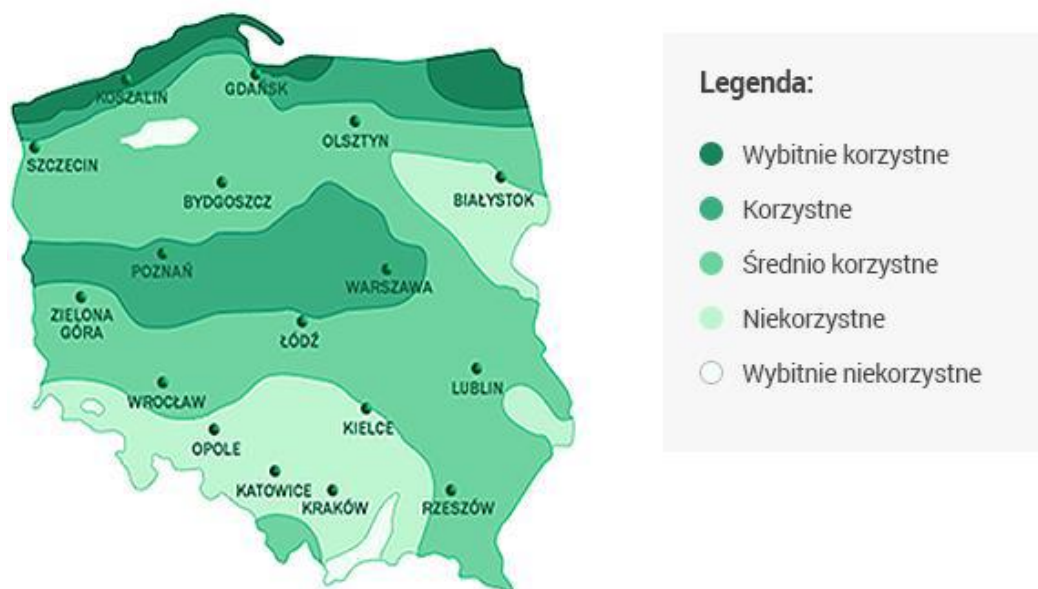 KOSZALIN
GDAŃSK
SZCZECIN
OLSZTYN
BYDGOSZCZ
BIAŁYSTOK
POZNAŃ
WARSZAWA
ZIELONA
GÓRA
ŁÓDŹ
WROCŁAW
LUBLIN
OPOLE
KIELCE
KATOWICE
KRAKÓW
RZESZÓW
Legenda:
Wybitnie korzystne
Korzystne
Średnio korzystne
Niekorzystne
Wybitnie niekorzystne